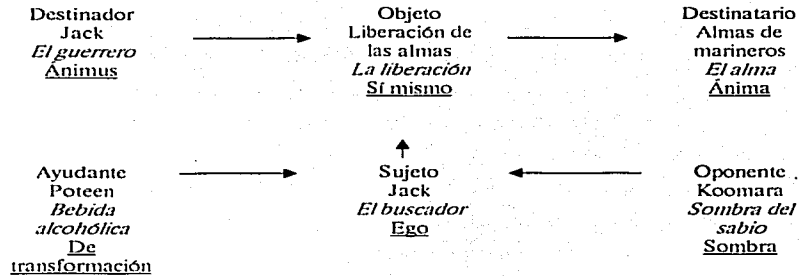 Destinador
Jack
El guerrero
Ánimus
Objeto
Liberación de
las almas
La liberación
Sí mismo
Destinatario
Almas de
marineros
El alma
Ánima
Ayudante
Poteen
Bebida
alcohólica
De
transformación
Sujeto
Jack
El buscador
Ego
Oponente
Koomara
Sombra del
sabio
Sombra